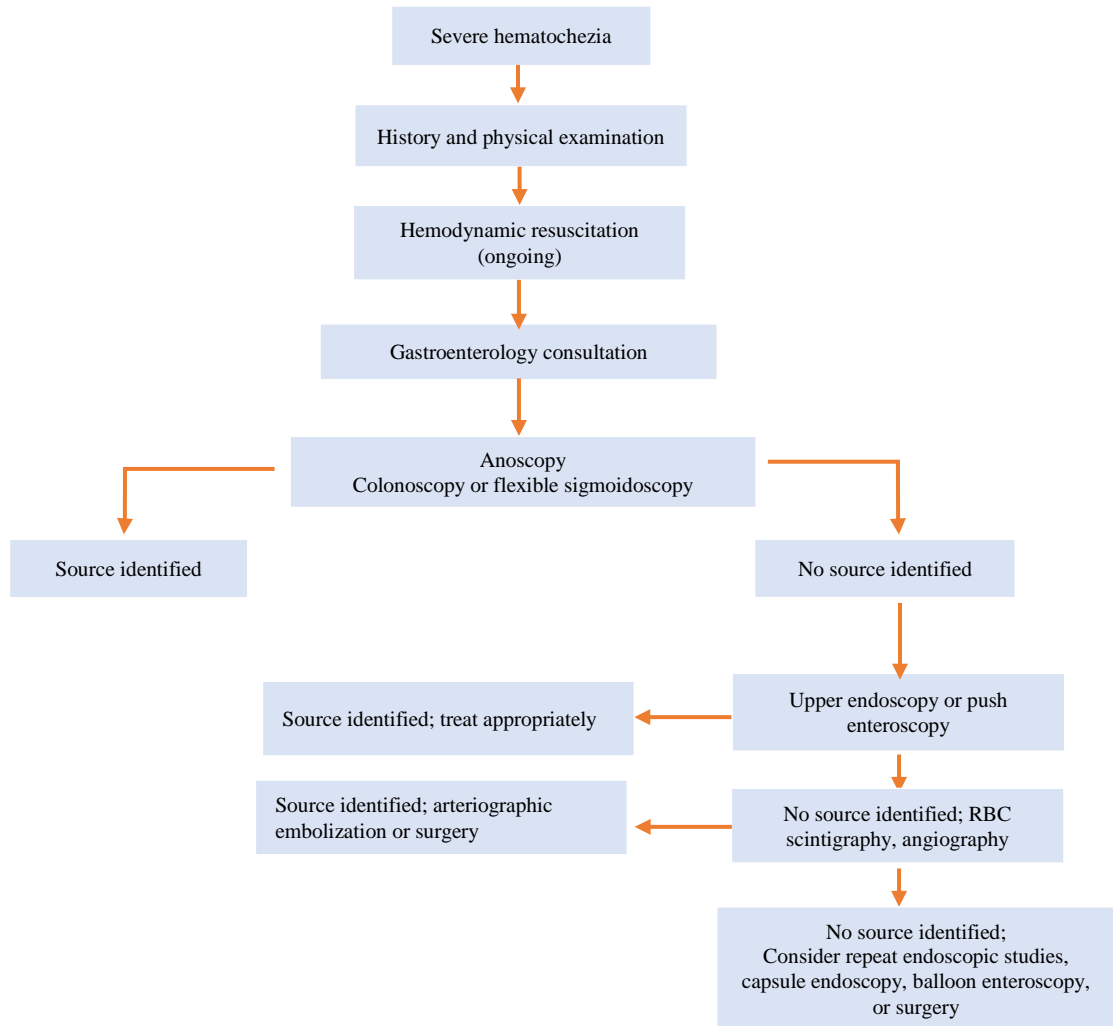 Severe hematochezia
History and physical examination
Hemodynamic resuscitation
(ongoing)
Gastroenterology consultation
Anoscopy
Colonoscopy or flexible sigmoidoscopy
Source identified
No source identified
Upper endoscopy or push
enteroscopy
Source identified; treat appropriately
Source identified; arteriographic
embolization or surgery
No source identified; RBC
scintigraphy, angiography
No source identified;
Consider repeat endoscopic studies,
capsule endoscopy, balloon enteroscopy,
or surgery